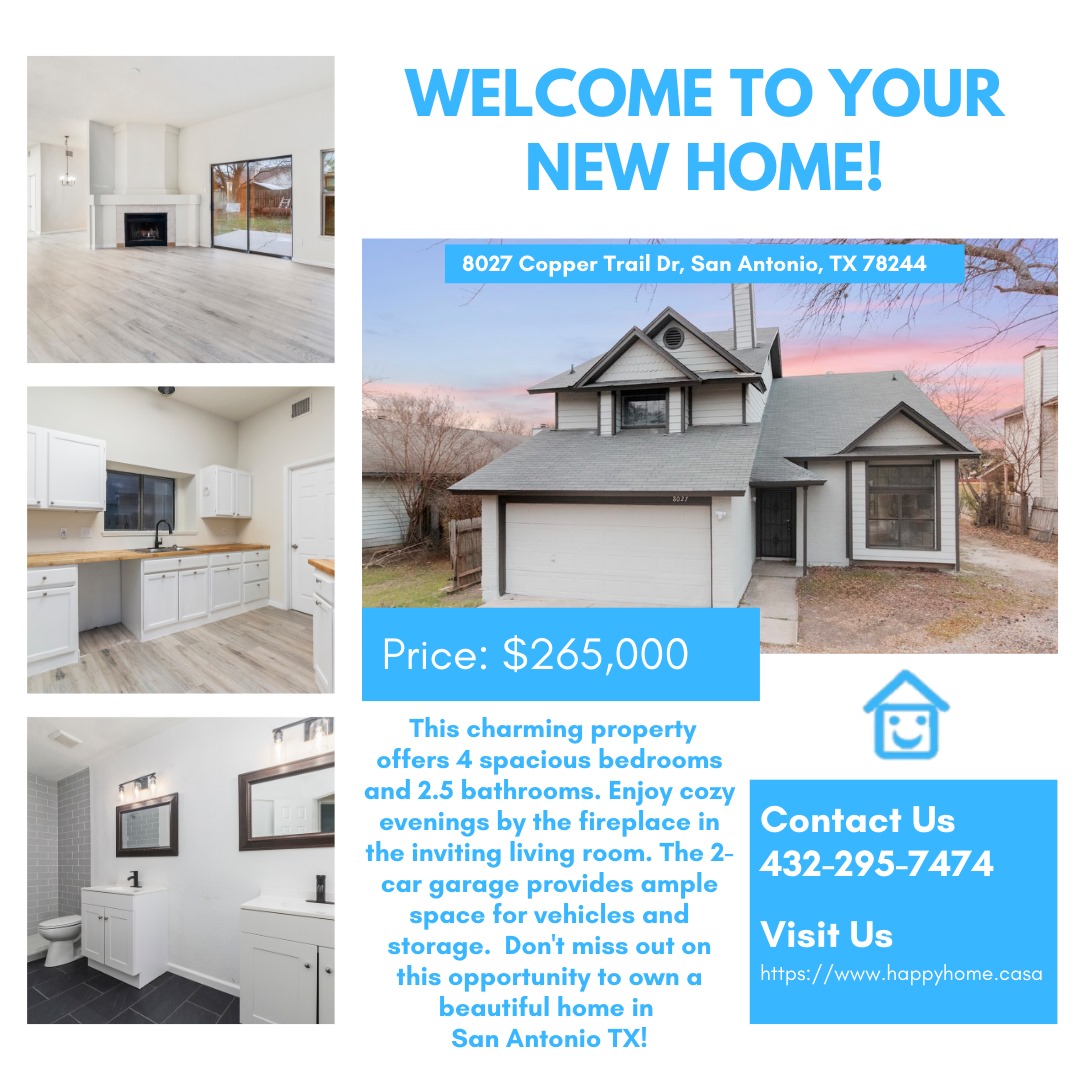 WELCOME TO YOUR
NEW HOME!
8027 Copper Trail Dr, San Antonio, TX 78244
8027
Price: $265,000
This charming property
offers 4 spacious bedrooms
and 2.5 bathrooms. Enjoy cozy
evenings by the fireplace in
the inviting living room. The 2-
car garage provides ample
space for vehicles and
storage.  Don't miss out on
this opportunity to own a
beautiful home in
San Antonio TX!
Contact Us
432-295-7474
Visit Us
https://www.happyhome.casa